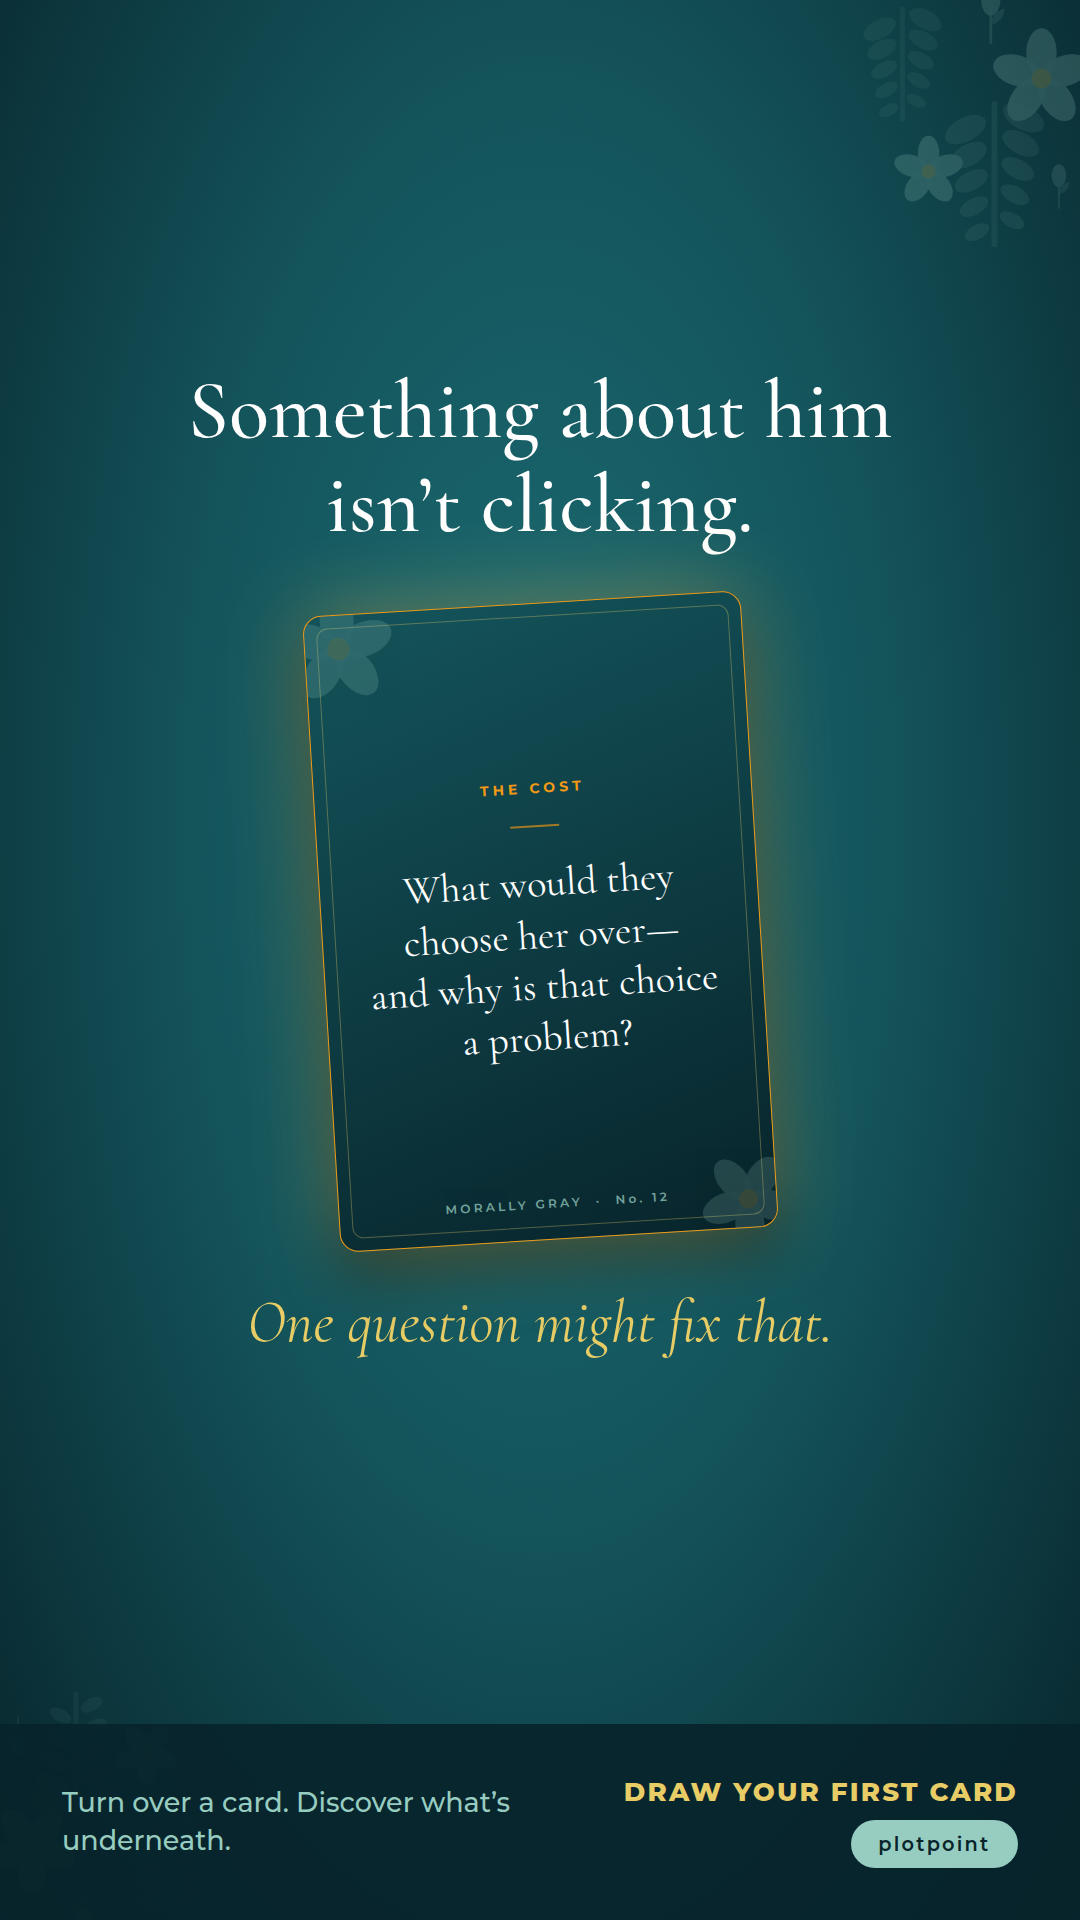 Something about him
isn’t clicking.
THE COST
What would they
choose her over—
and why is that choice
a problem?
MORALLY GRAY · No. 12
One question might fix that.
Turn over a card. Discover what’s
underneath.
DRAW YOUR FIRST CARD
plotpoint